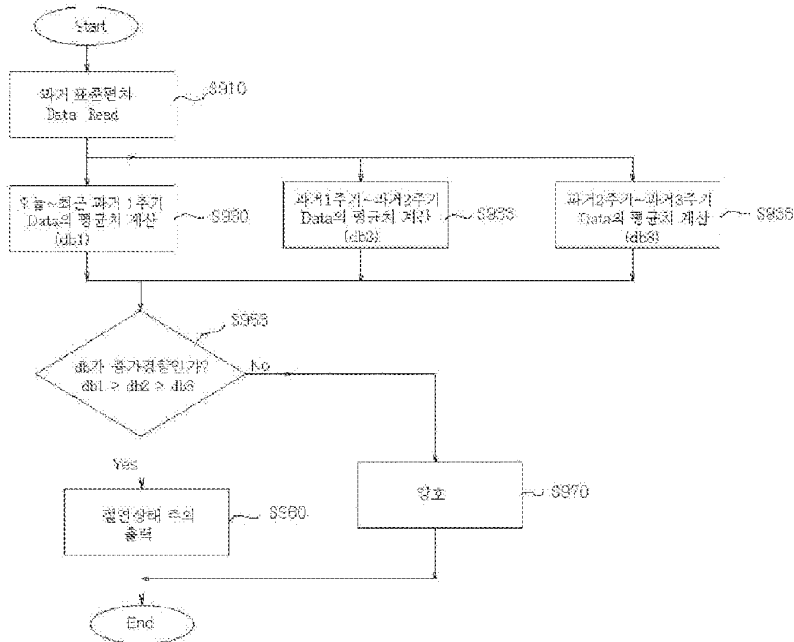 Start
과거 표준편차
Data Read
S910
오늘~최근 과거 1주기
Data의 평균치 계산
(db1)
과거1주기~과거2주기
Data의 평균치 계산
(db2)
과거2주기~과거3주기
Data의 평균치 계산
(db3)
db가 증가경향인가?
db1 > db2 > db3
No
Yes
절연상태 주의
출력
양호
S970
End